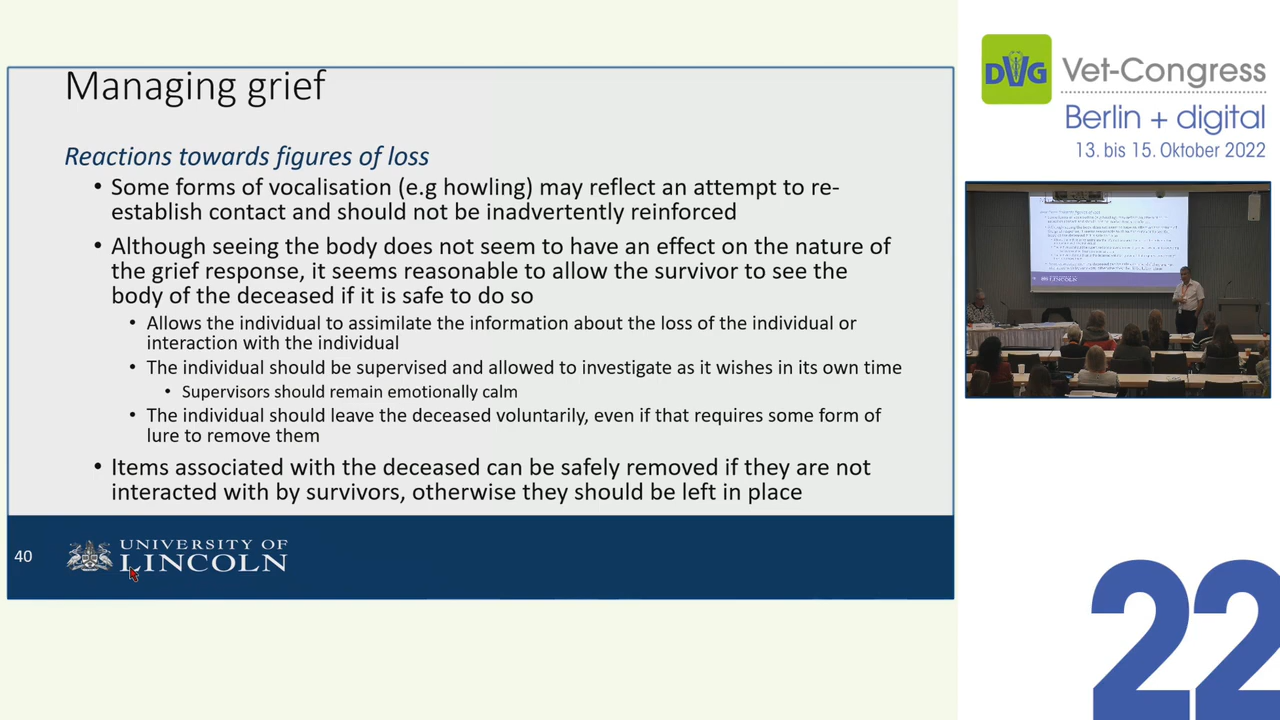 Managing grief
Reactions towards figures of loss
• Some forms of vocalisation (e.g howling) may reflect an attempt to re-
establish contact and should not be inadvertently reinforced
• Although seeing the body does not seem to have an effect on the nature of
the grief response, it seems reasonable to allow the survivor to see the
body of the deceased if it is safe to do so
• Allows the individual to assimilate the information about the loss of the individual or
interaction with the individual
• The individual should be supervised and allowed to investigate as it wishes in its own time
• Supervisors should remain emotionally calm
• The individual should leave the deceased voluntarily, even if that requires some form of
lure to remove them
• Items associated with the deceased can be safely removed if they are not
interacted with by survivors, otherwise they should be left in place
40
UNIVERSITY OF
LINCOLN
DVG
Vet-Congress
Berlin + digital
13. bis 15. Oktober 2022
LINCOLN
22